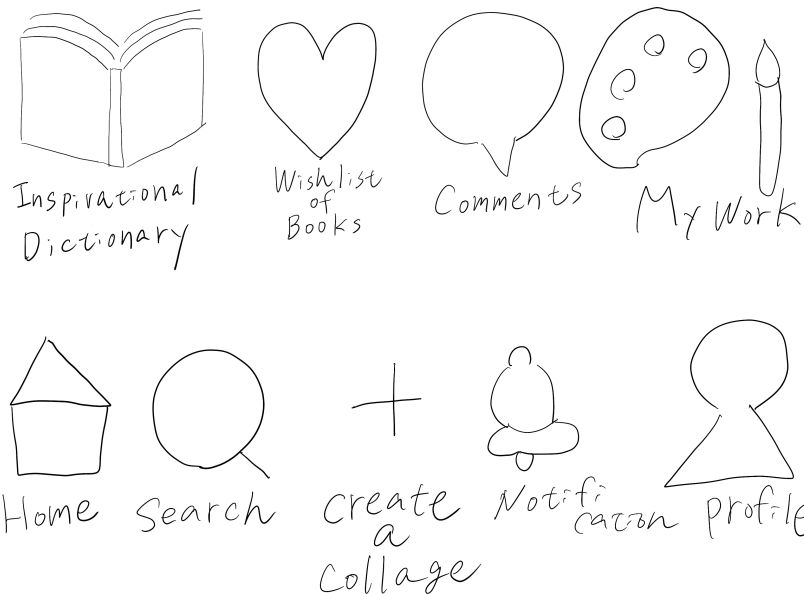 Inspirational
Dictionary
Wishlist
of
Books
Comments
My Work
Home
Search
Create
a
Collage
Notifi
cation
profile